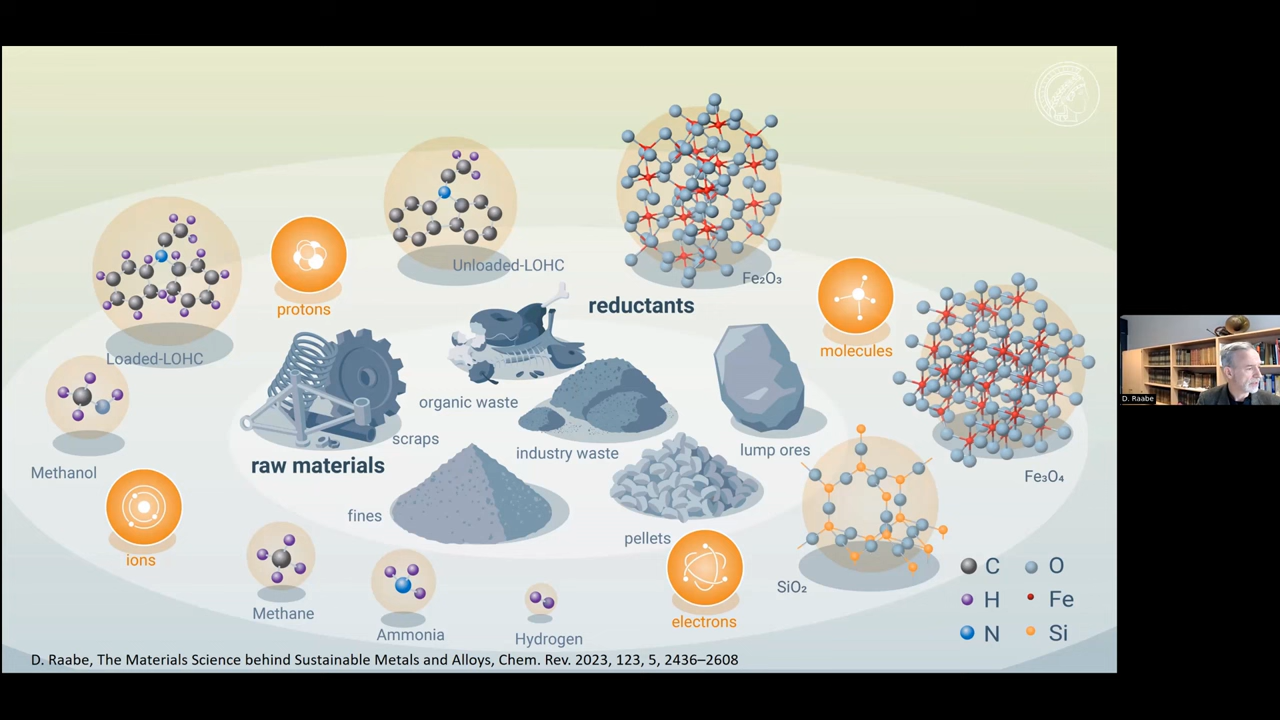 Unloaded-LOHC
Fe₂O₃
protons
reductants
molecules
Loaded-LOHC
organic waste
scraps
industry waste
lump ores
raw materials
Methanol
Fe₃O₄
fines
pellets
ions
SiO₂
C
O
Methane
H
Fe
electrons
Ammonia
Hydrogen
N
Si
D. Raabe, The Materials Science behind Sustainable Metals and Alloys, Chem. Rev. 2023, 123, 5, 2436–2608
D. Raabe